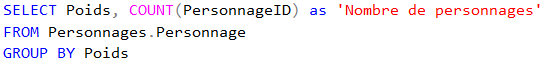 SELECT Poids, COUNT(PersonnageID) as 'Nombre de personnages'
FROM Personnages.Personnage
GROUP BY Poids